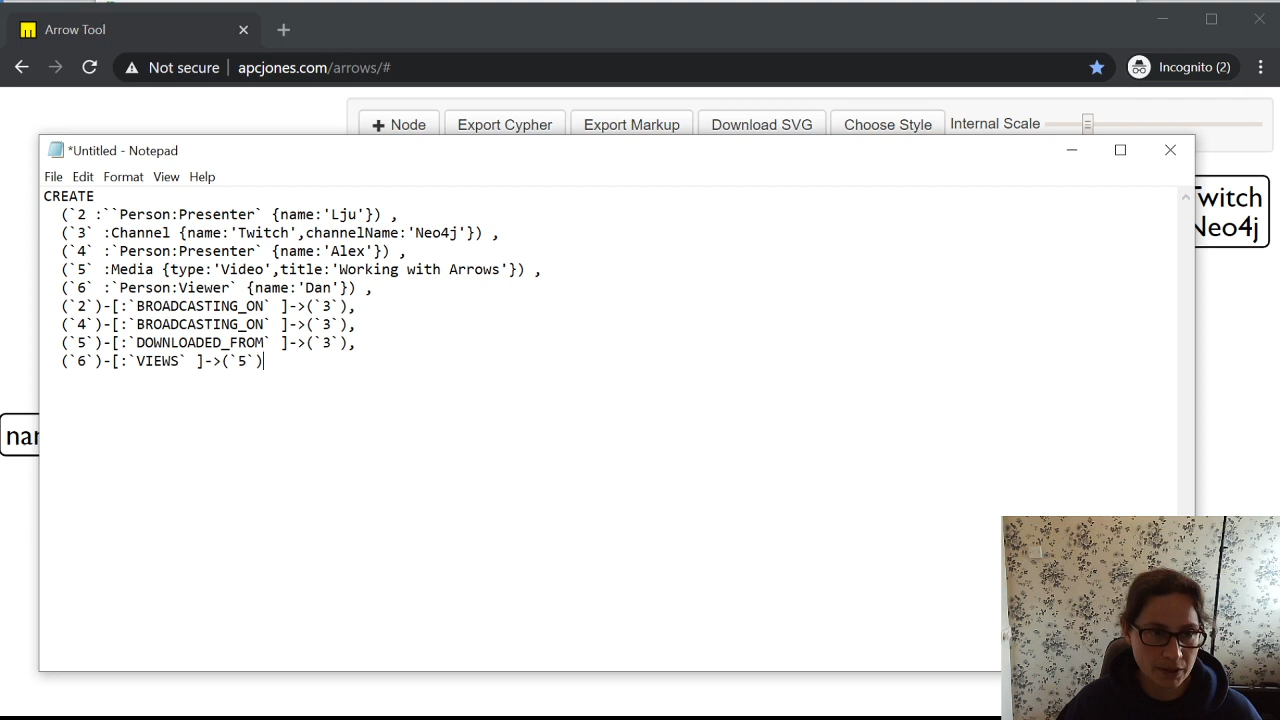 Arrow Tool
Not secure
apcjones.com/arrows/#
Incognito (2)
Node
Export Cypher
Export Markup
Download SVG
Choose Style
Internal Scale
*Untitled - Notepad
File Edit Format View Help
CREATE
(`2 :``Person:Presenter` {name:'Lju'}) ,
(`3` :Channel {name:'Twitch',channelName:'Neo4j'}) ,
(`4` :`Person:Presenter` {name:'Alex'}) ,
(`5` :Media {type:'Video',title:'Working with Arrows'}) ,
(`6` :`Person:Viewer` {name:'Dan'}) ,
(`2`)-[:`BROADCASTING_ON` ]->(`3`),
(`4`)-[:`BROADCASTING_ON` ]->(`3`),
(`5`)-[:`DOWNLOADED_FROM` ]->(`3`),
(`6`)-[:`VIEWS` ]->(`5`)
Twitch
Neo4j